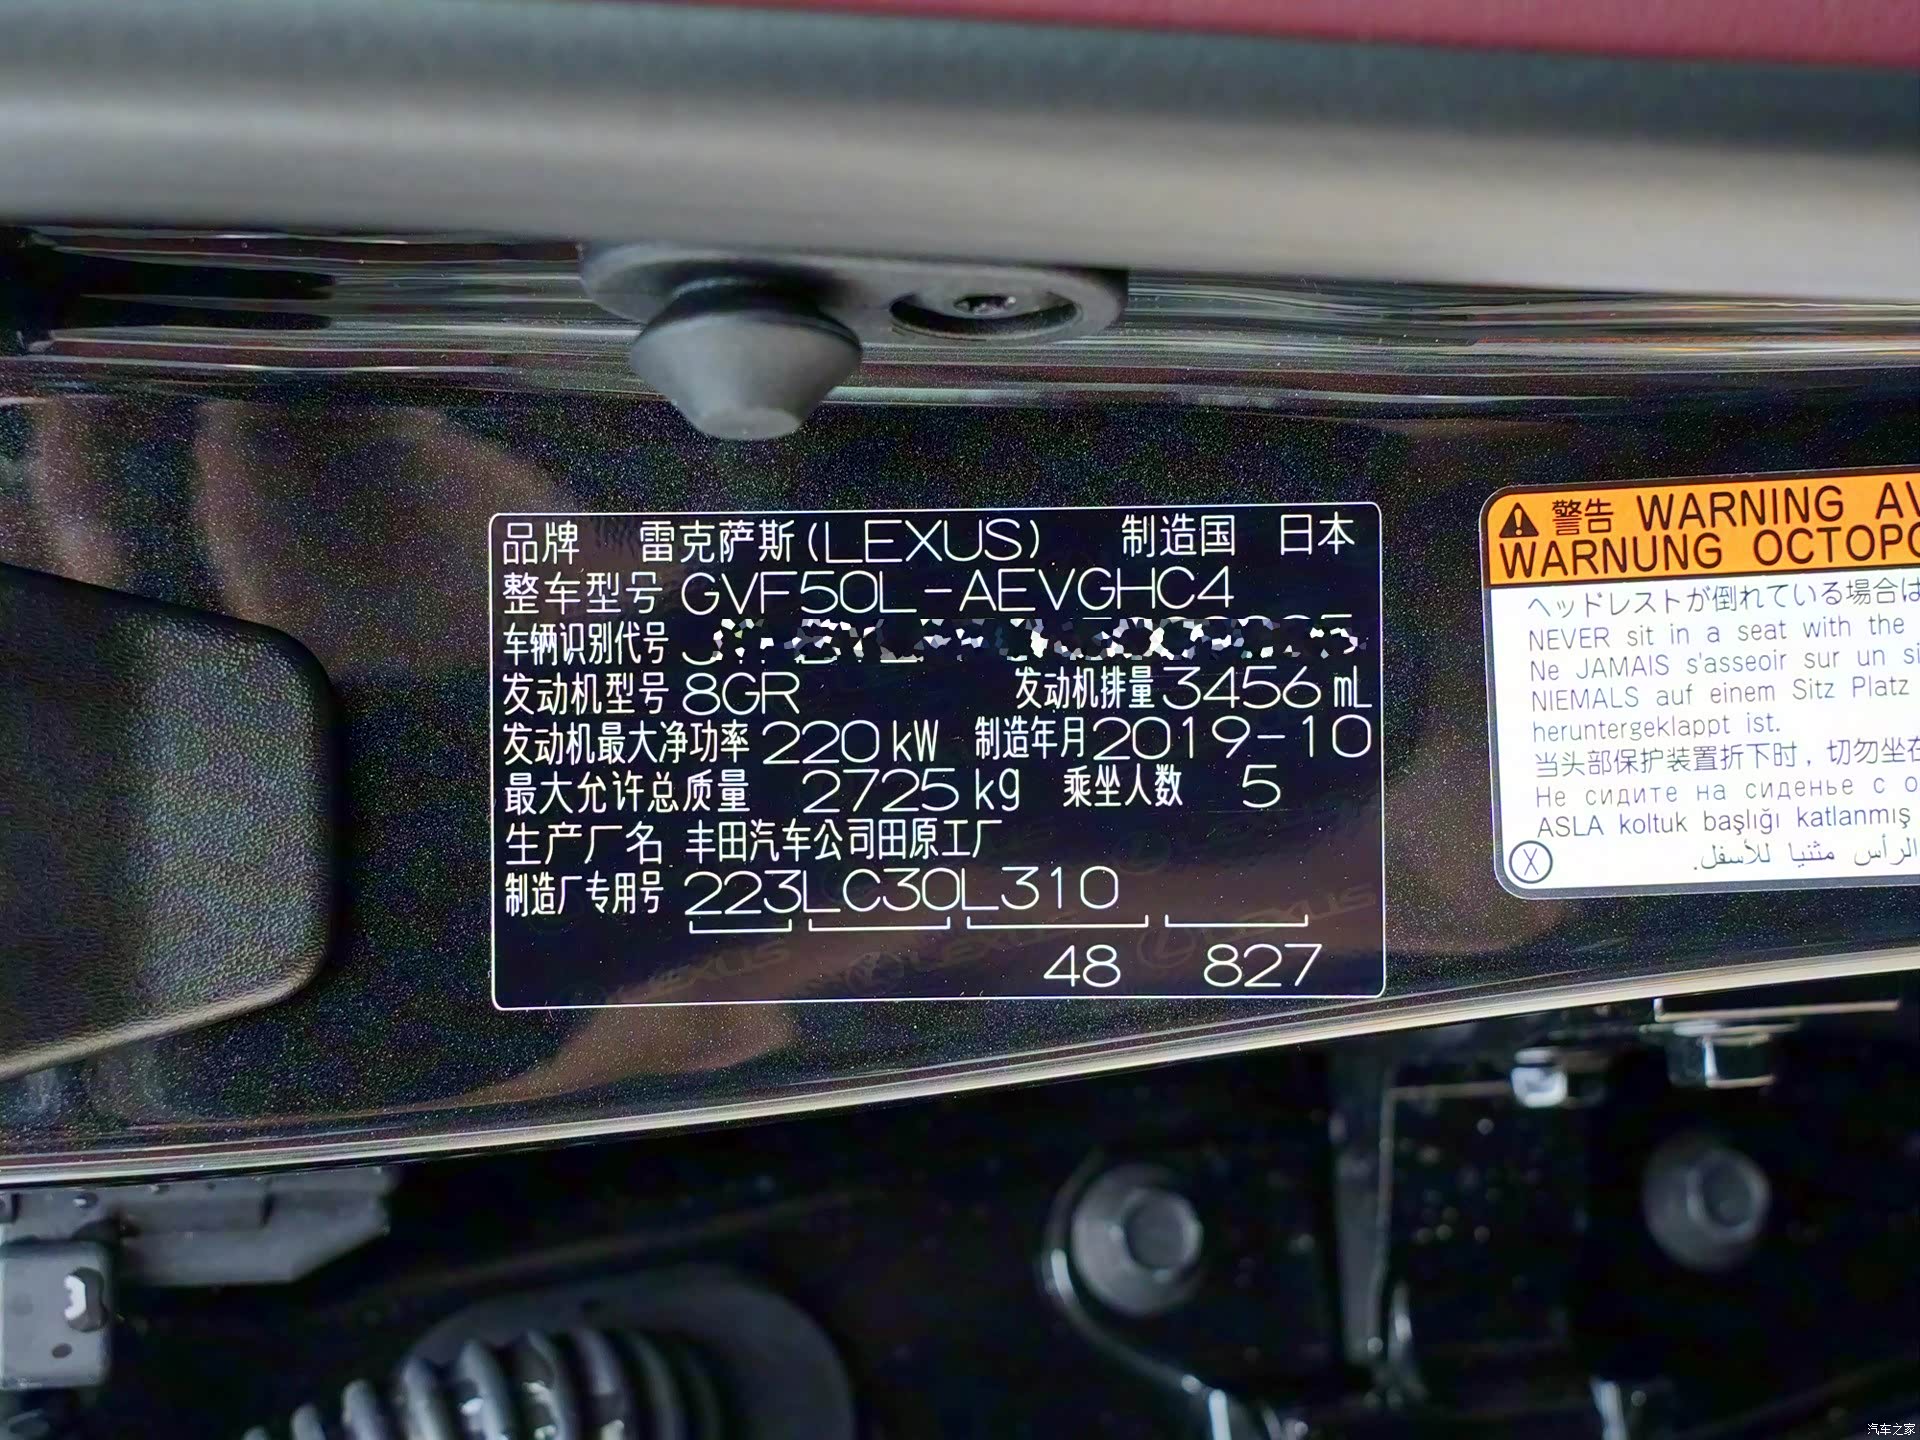 品牌 雷克萨斯(LEXUS) 制造国 日本
整车型号 GVF50L-AEVGHC4
车辆识别代号
发动机型号 8GR 发动机排量 3456 mL
发动机最大净功率 220 kW 制造年月 2019-10
最大允许总质量 2725 kg 乘坐人数 5
生产厂名 丰田汽车公司田原工厂
制造厂专用号 223LC30L310
48 827
警告 WARNING AV
WARNUNG OCTOPO
ヘッドレストが倒れている場合は
NEVER sit in a seat with the
Ne JAMAIS s'asseoir sur un si
NIEMALS auf einem Sitz Platz
heruntergeklappt ist.
当头部保护装置折下时，切勿坐在
Не сидите на сиденье с о
ASLA koltuk başlığı katlanmış
الرأس مثنيا للأسفل.
X
汽车之家